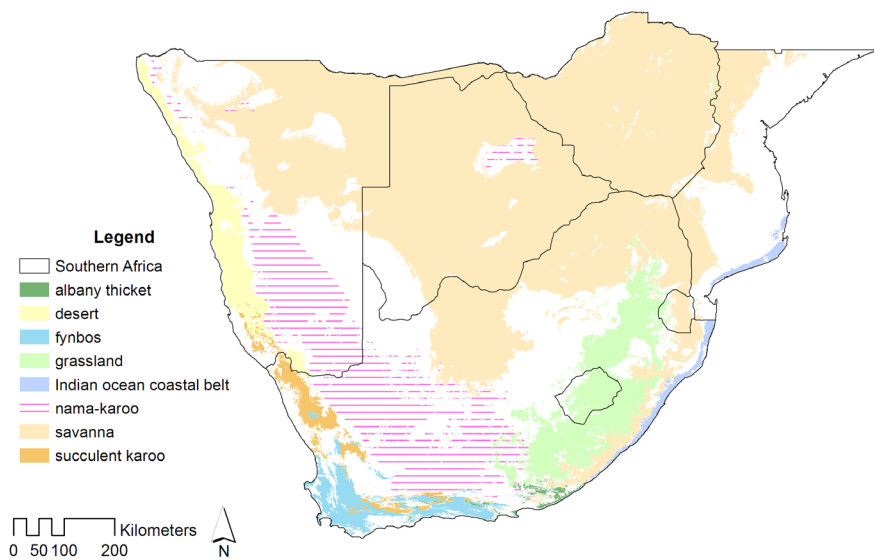 Legend
Southern Africa
albany thicket
desert
fynbos
grassland
Indian ocean coastal belt
nama-karoo
savanna
succulent karoo
Kilometers
0 50 100 200
N